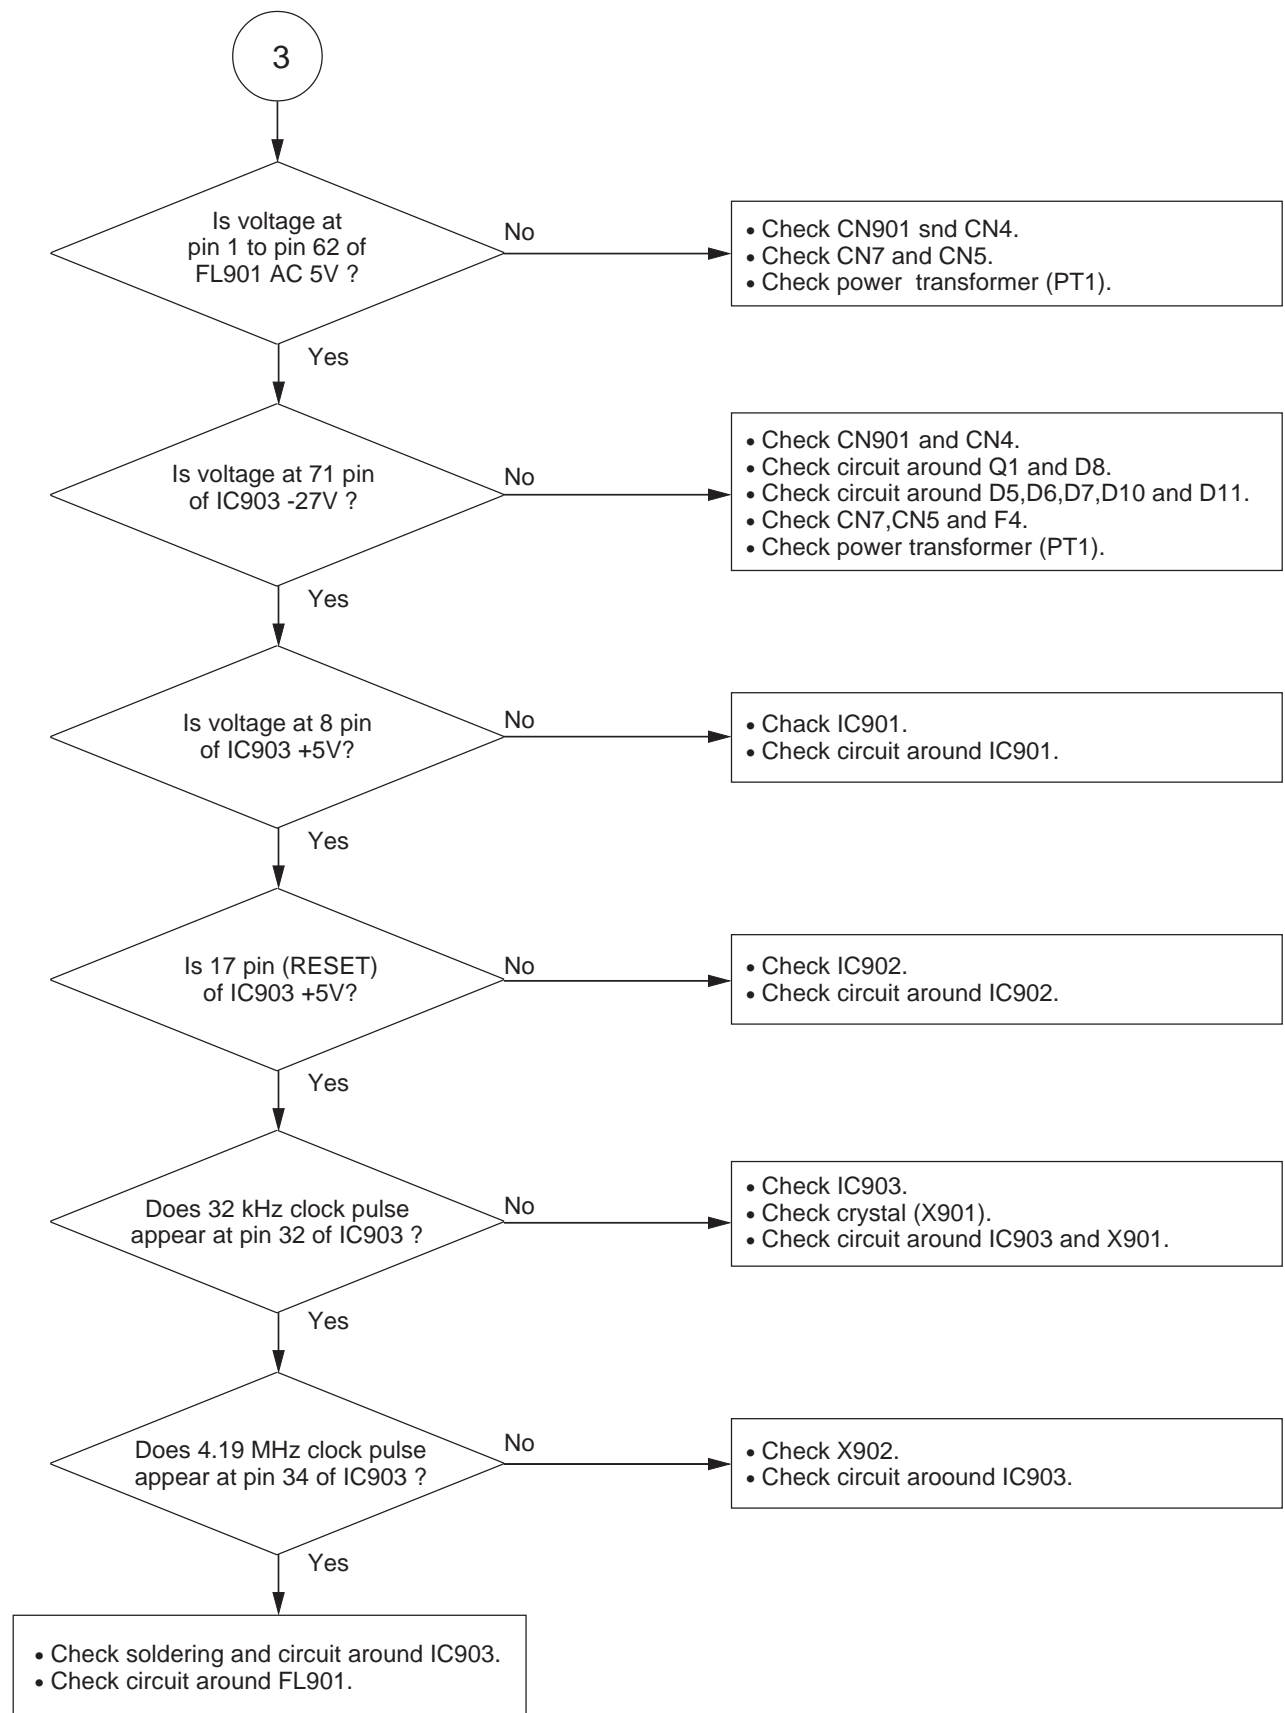 3
Is voltage at
pin 1 to pin 62 of
FL901 AC 5V ?
No
• Check CN901 snd CN4.
• Check CN7 and CN5.
• Check power  transformer (PT1).
Yes
Is voltage at 71 pin
of IC903 -27V ?
No
• Check CN901 and CN4.
• Check circuit around Q1 and D8.
• Check circuit around D5,D6,D7,D10 and D11.
• Check CN7,CN5 and F4.
• Check power transformer (PT1).
Yes
Is voltage at 8 pin
of IC903 +5V?
No
• Chack IC901.
• Check circuit around IC901.
Yes
Is 17 pin (RESET)
of IC903 +5V?
No
• Check IC902.
• Check circuit around IC902.
Yes
Does 32 kHz clock pulse
appear at pin 32 of IC903 ?
No
• Check IC903.
• Check crystal (X901).
• Check circuit around IC903 and X901.
Yes
Does 4.19 MHz clock pulse
appear at pin 34 of IC903 ?
No
• Check X902.
• Check circuit aroound IC903.
Yes
• Check soldering and circuit around IC903.
• Check circuit around FL901.